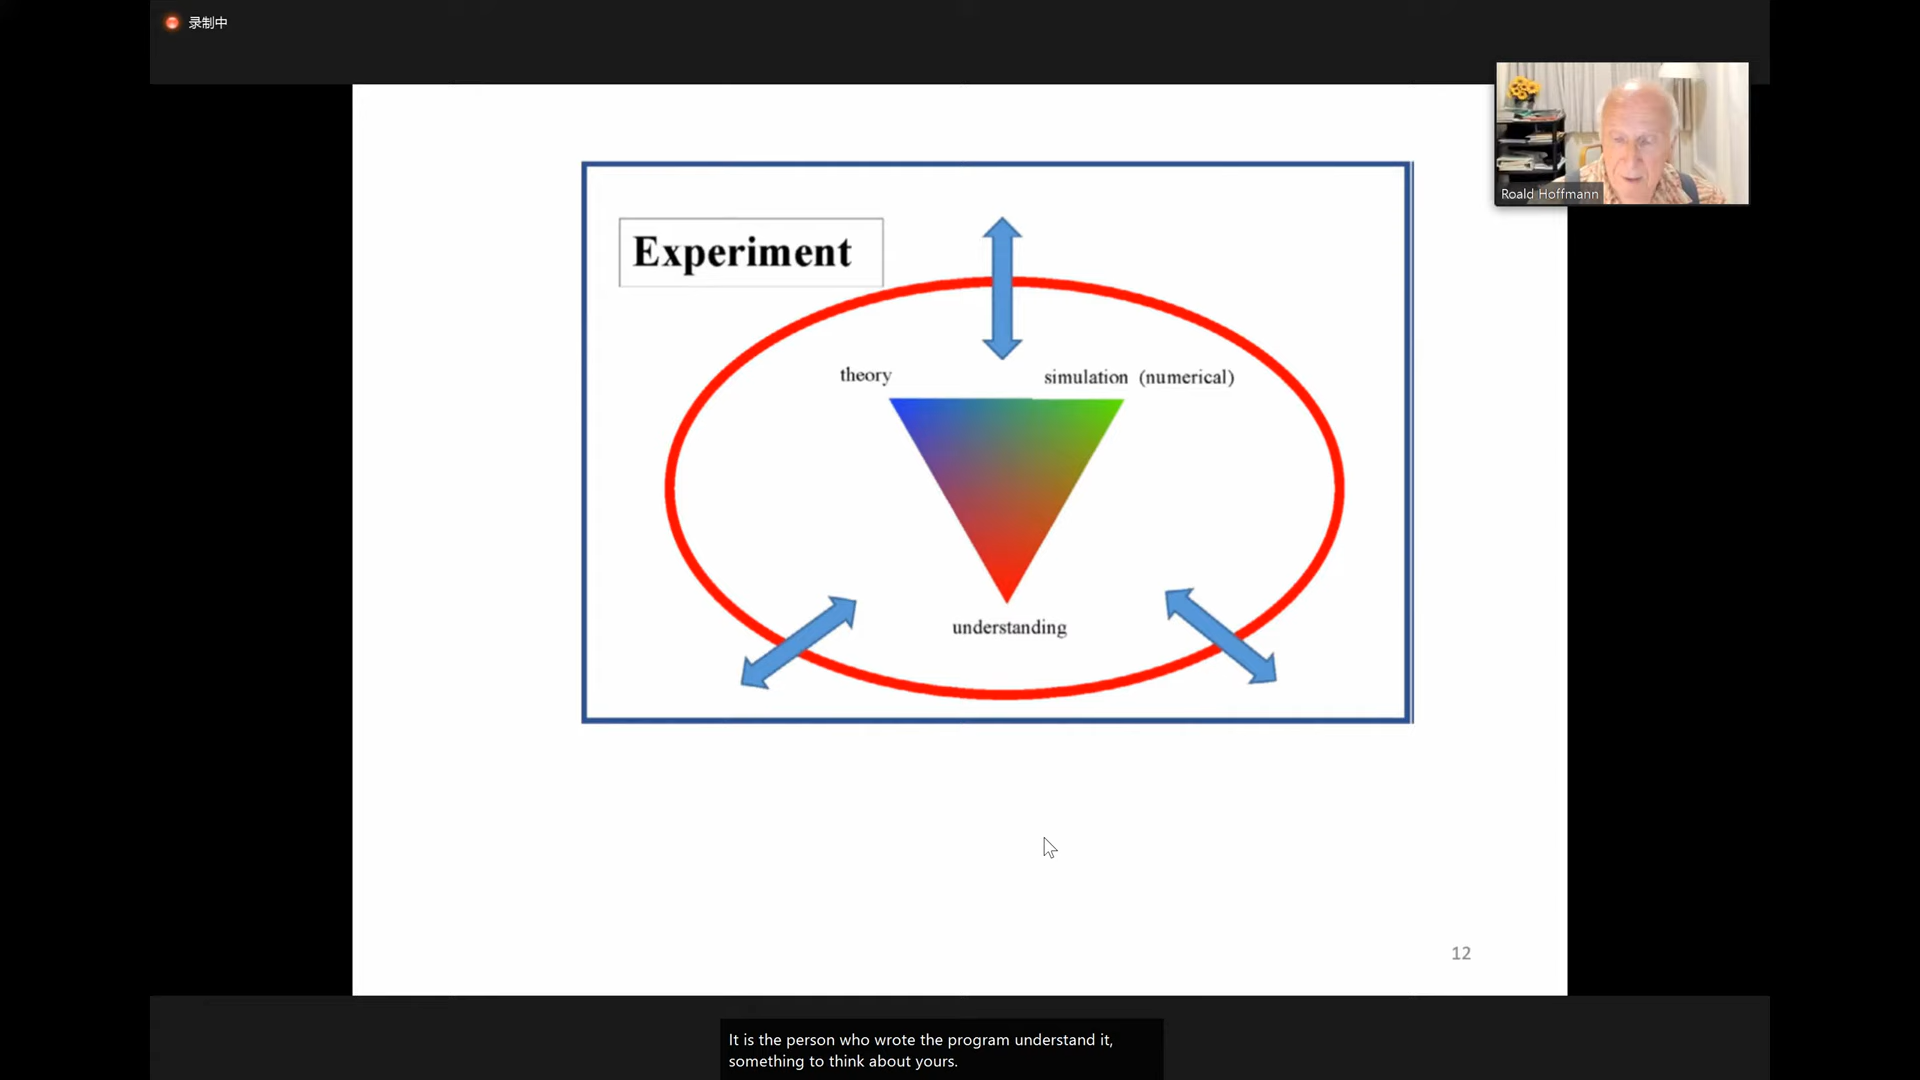 录制中
Roald Hoffmann
Experiment
theory
simulation (numerical)
understanding
12
It is the person who wrote the program understand it,
something to think about yours.